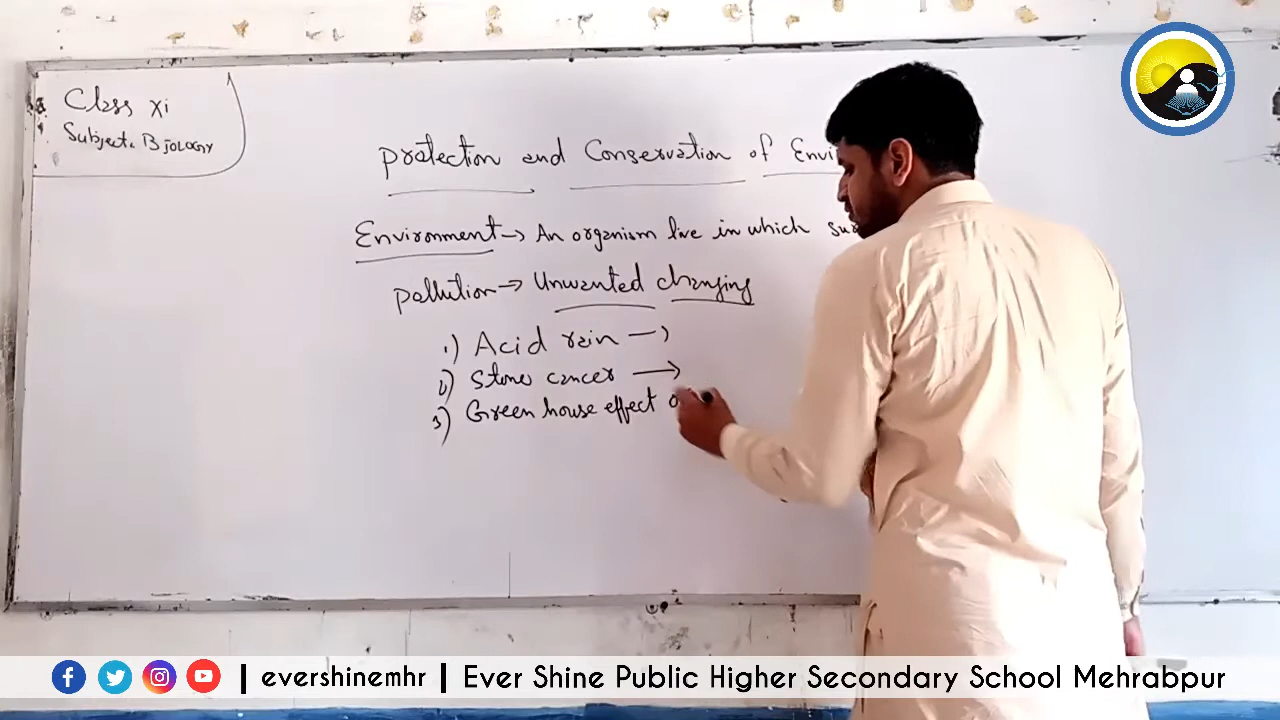 Class XI
Subject: Biology
Protection and Conservation of Envi
Environment → An organism live in which sur
pollution → Unwanted changing
1) Acid rain →
2) Stone cancer →
3) Green house effect
| evershinemhr | Ever Shine Public Higher Secondary School Mehrabpur